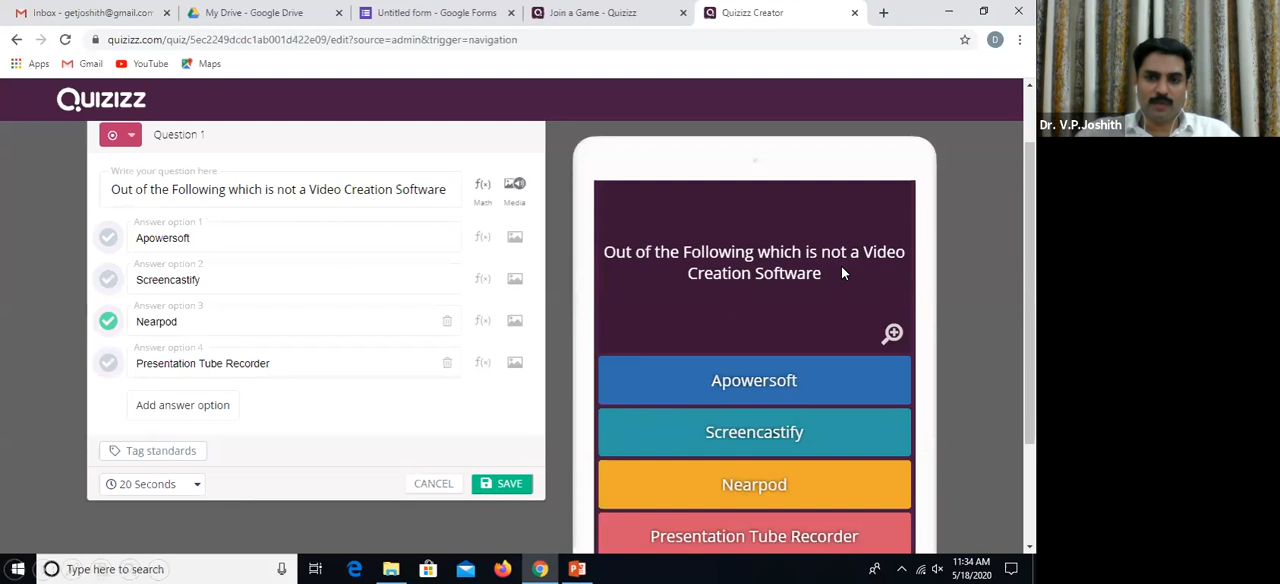 Inbox - getjoshith@gmail.com
My Drive - Google Drive
Untitled form - Google Forms
Join a Game - Quizizz
Quizizz Creator
quizizz.com/quiz/5ec2249dcdc1ab001d422e09/edit?source=admin&trigger=navigation
D
Apps
Gmail
YouTube
Maps
Quizizz
Question 1
Write your question here
Out of the Following which is not a Video Creation Software
f(x)
Math
Media
Answer option 1
Apowersoft
f(x)
Answer option 2
Screencastify
f(x)
Answer option 3
Nearpod
f(x)
Answer option 4
Presentation Tube Recorder
f(x)
Add answer option
Tag standards
20 Seconds
CANCEL
SAVE
Out of the Following which is not a Video
Creation Software
Apowersoft
Screencastify
Nearpod
Presentation Tube Recorder
Dr. V.P.Joshith
Type here to search
11:34 AM
5/18/2020